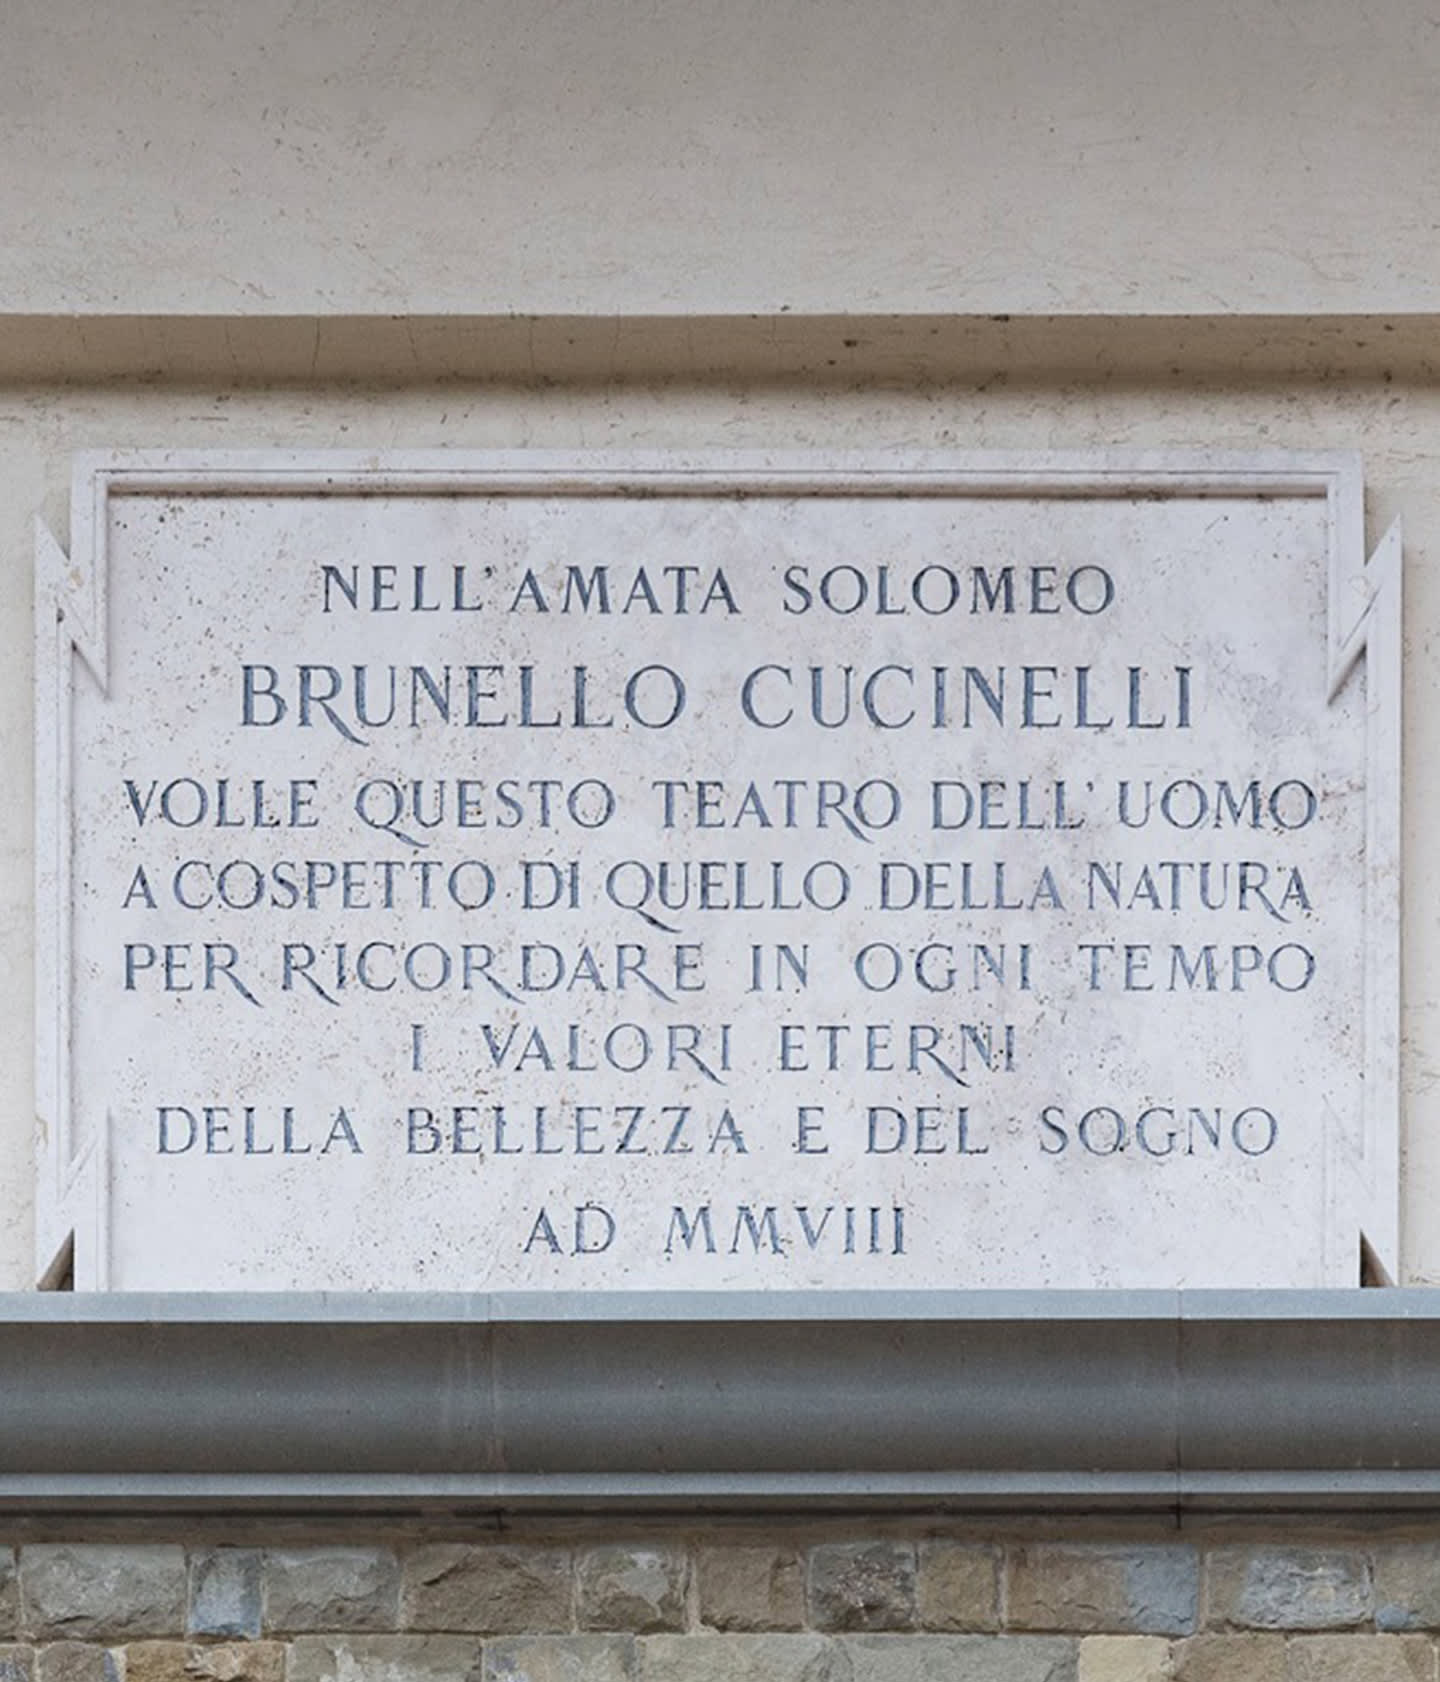 NELL'AMATA SOLOMEO
BRUNELLO CUCINELLI
VOLLE QUESTO TEATRO DELL'UOMO
A COSPETTO DI QUELLO DELLA NATURA
PER RICORDARE IN OGNI TEMPO
I VALORI ETERNI
DELLA BELLEZZA E DEL SOGNO
AD MMVIII